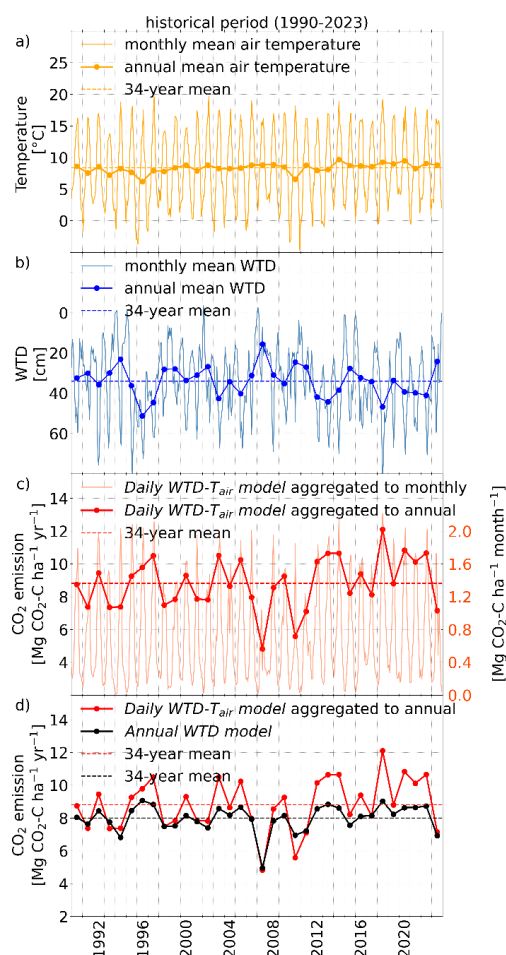 historical period (1990-2023)
a)
monthly mean air temperature
annual mean air temperature
34-year mean
Temperature
[°C]
25
20
15
10
5
0
b)
monthly mean WTD
annual mean WTD
34-year mean
WTD
[cm]
0
20
40
60
c)
Daily WTD-T_air model aggregated to monthly
Daily WTD-T_air model aggregated to annual
34-year mean
CO₂ emission
[Mg CO₂-C ha⁻¹ yr⁻¹]
14
12
10
8
6
4
2.0
1.6
1.2
0.8
0.4
0.0
[Mg CO₂-C ha⁻¹ month⁻¹]
d)
Daily WTD-T_air model aggregated to annual
Annual WTD model
34-year mean
34-year mean
CO₂ emission
[Mg CO₂-C ha⁻¹ yr⁻¹]
14
12
10
8
6
4
2
1992
1996
2000
2004
2008
2012
2016
2020